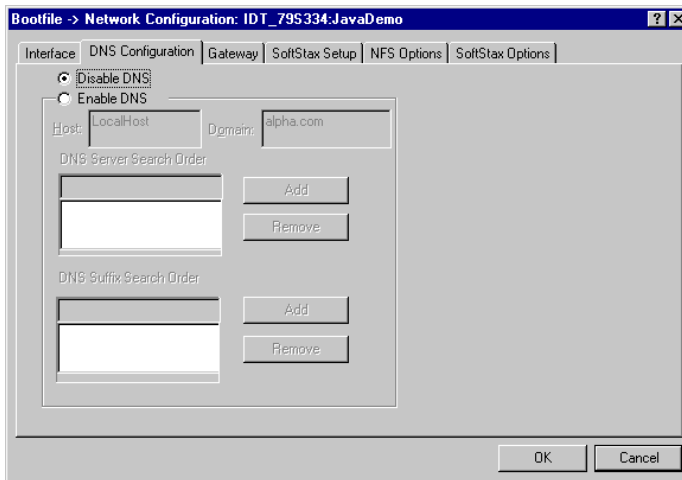 Bootfile -> Network Configuration: IDT_79S334:JavaDemo
Interface DNS Configuration Gateway SoftStax Setup NFS Options SoftStax Options
Disable DNS
Enable DNS
Host: LocalHost Domain: alpha.com
DNS Server Search Order
Add
Remove
DNS Suffix Search Order
Add
Remove
OK Cancel